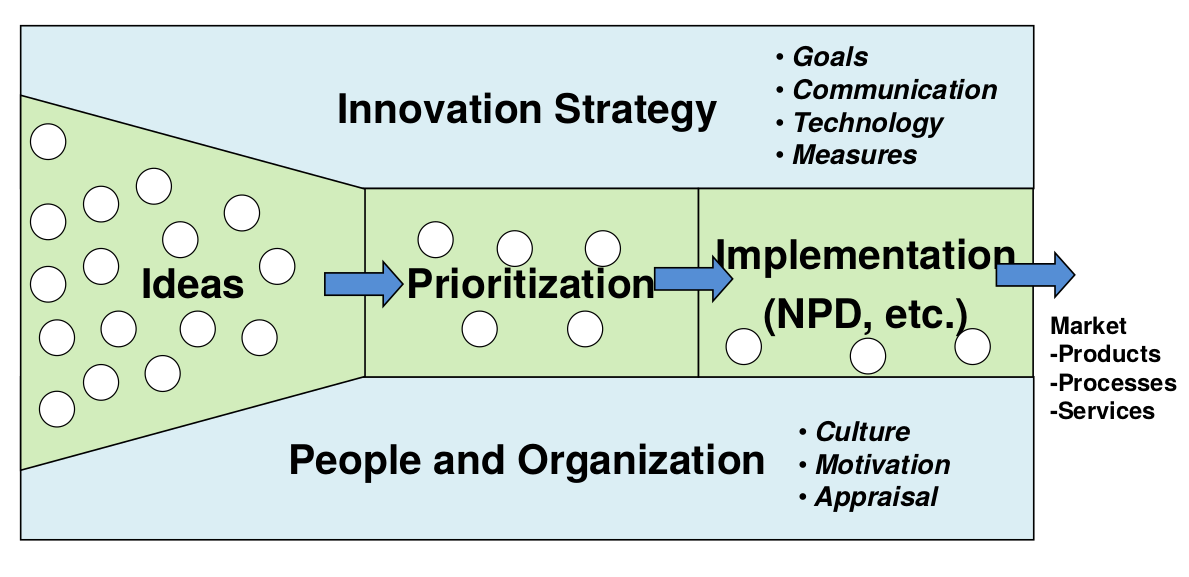 Innovation Strategy
• Goals
• Communication
• Technology
• Measures
Ideas
Prioritization
Implementation
(NPD, etc.)
Market
-Products
-Processes
-Services
People and Organization
• Culture
• Motivation
• Appraisal